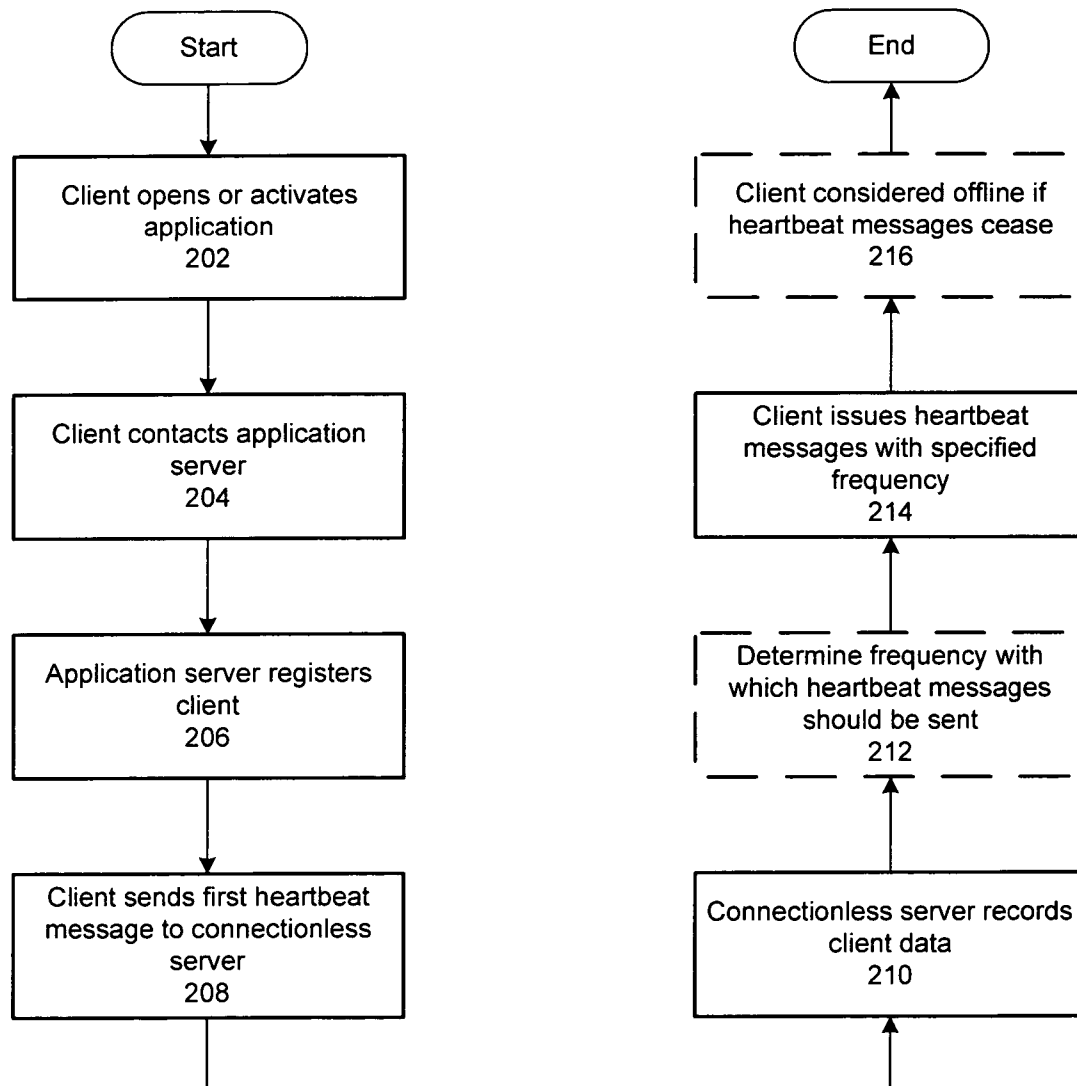 Start
Client opens or activates
application
202
Client contacts application
server
204
Application server registers
client
206
Client sends first heartbeat
message to connectionless
server
208
End
Client considered offline if
heartbeat messages cease
216
Client issues heartbeat
messages with specified
frequency
214
Determine frequency with
which heartbeat messages
should be sent
212
Connectionless server records
client data
210